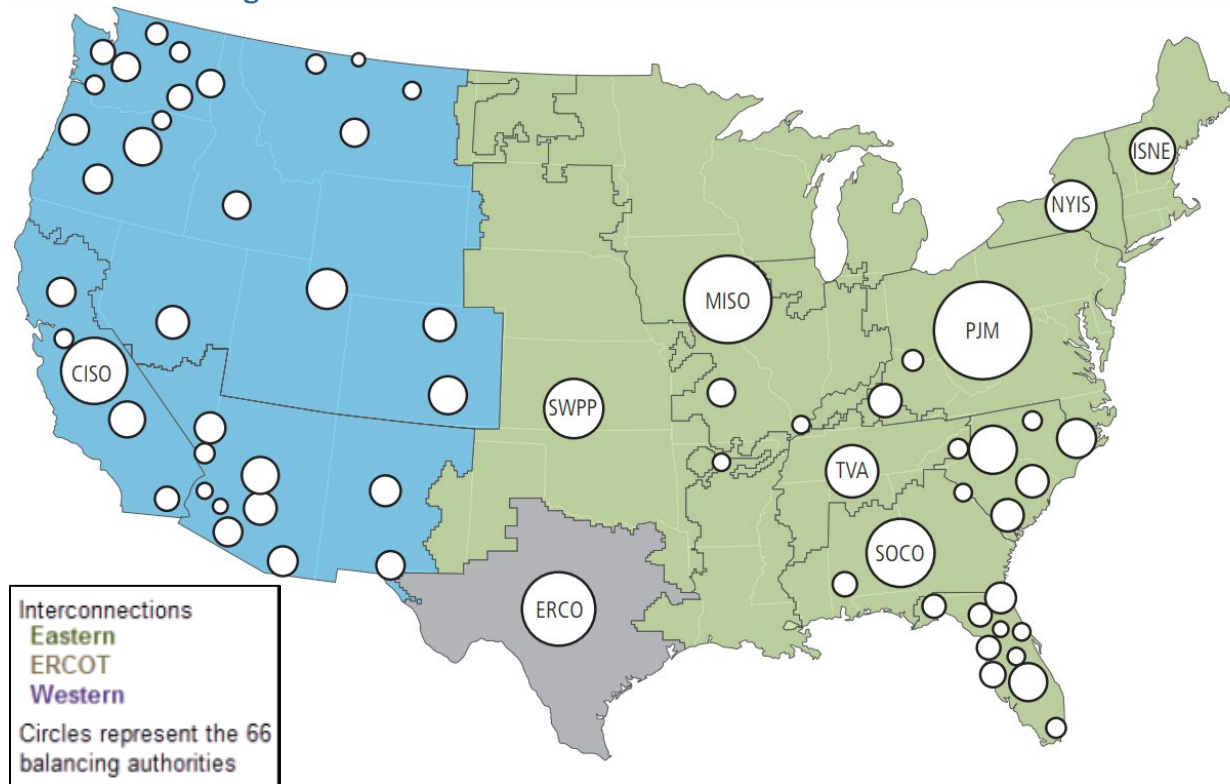 ISNE
NYIS
MISO
PJM
CISO
SWPP
TVA
SOCO
ERCO
Interconnections
Eastern
ERCOT
Western
Circles represent the 66
balancing authorities